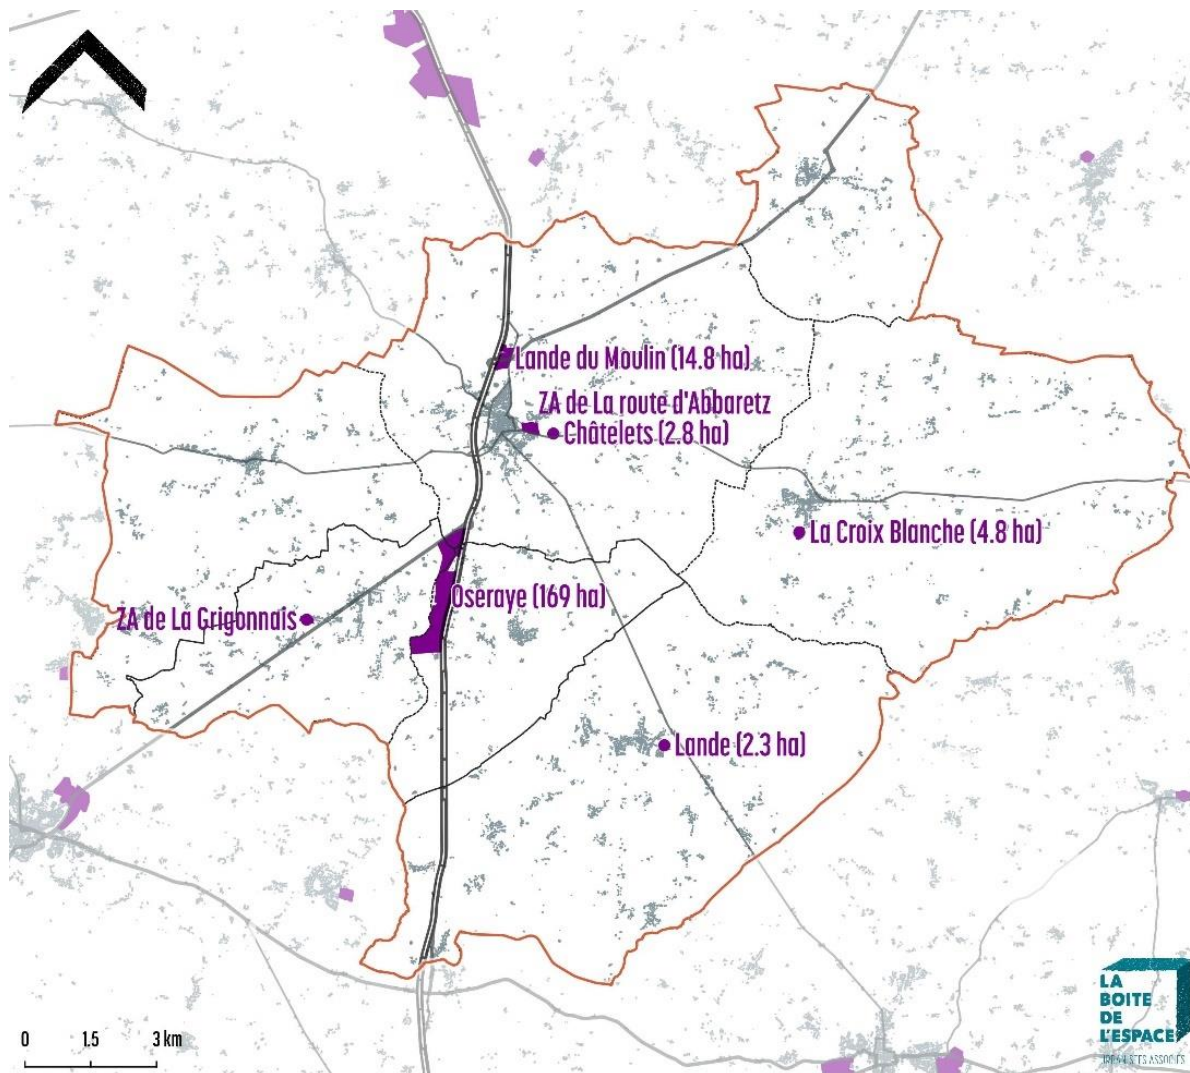 Lande du Moulin (14.8 ha)
ZA de La route d'Abbaretz
Châtelets (2.8 ha)
La Croix Blanche (4.8 ha)
Oseraye (169 ha)
ZA de La Grigonnais
Lande (2.3 ha)
0 1.5 3 km
LA
BOITE
DE
L'ESPACE
URBANISTES ASSOCIÉS